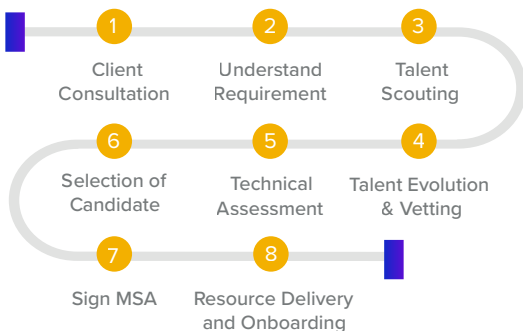 1
Client
Consultation
2
Understand
Requirement
3
Talent
Scouting
4
Talent Evolution
& Vetting
5
Technical
Assessment
6
Selection of
Candidate
7
Sign MSA
8
Resource Delivery
and Onboarding